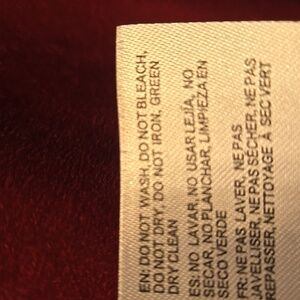 EN: DO NOT WASH, DO NOT BLEACH,
DO NOT DRY, DO NOT IRON, GREEN
DRY CLEAN
ES: NO LAVAR, NO USAR LEJÍA, NO
SECAR, NO PLANCHAR, LIMPIEZA EN
SECO VERDE
FR: NE PAS LAVER, NE PAS
JAVELLISER, NE PAS SÉCHER, NE PAS
REPASSER, NETTOYAGE À SEC VERT